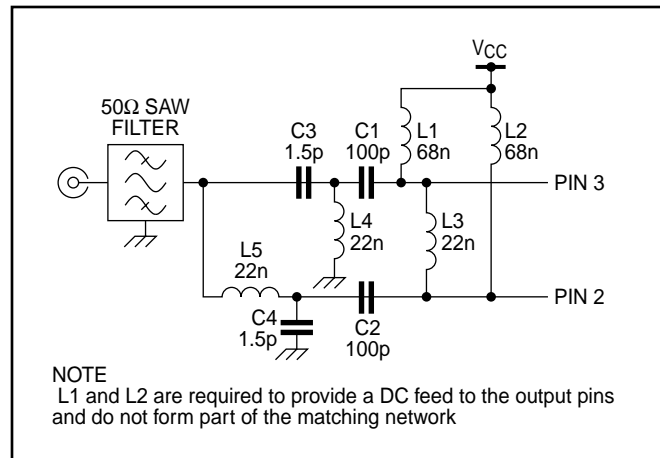 VCC
50Ω SAW
FILTER
C3
1.5p
C1
100p
L1
68n
L2
68n
PIN 3
L4
22n
L3
22n
L5
22n
PIN 2
C4
1.5p
C2
100p
NOTE
L1 and L2 are required to provide a DC feed to the output pins
and do not form part of the matching network